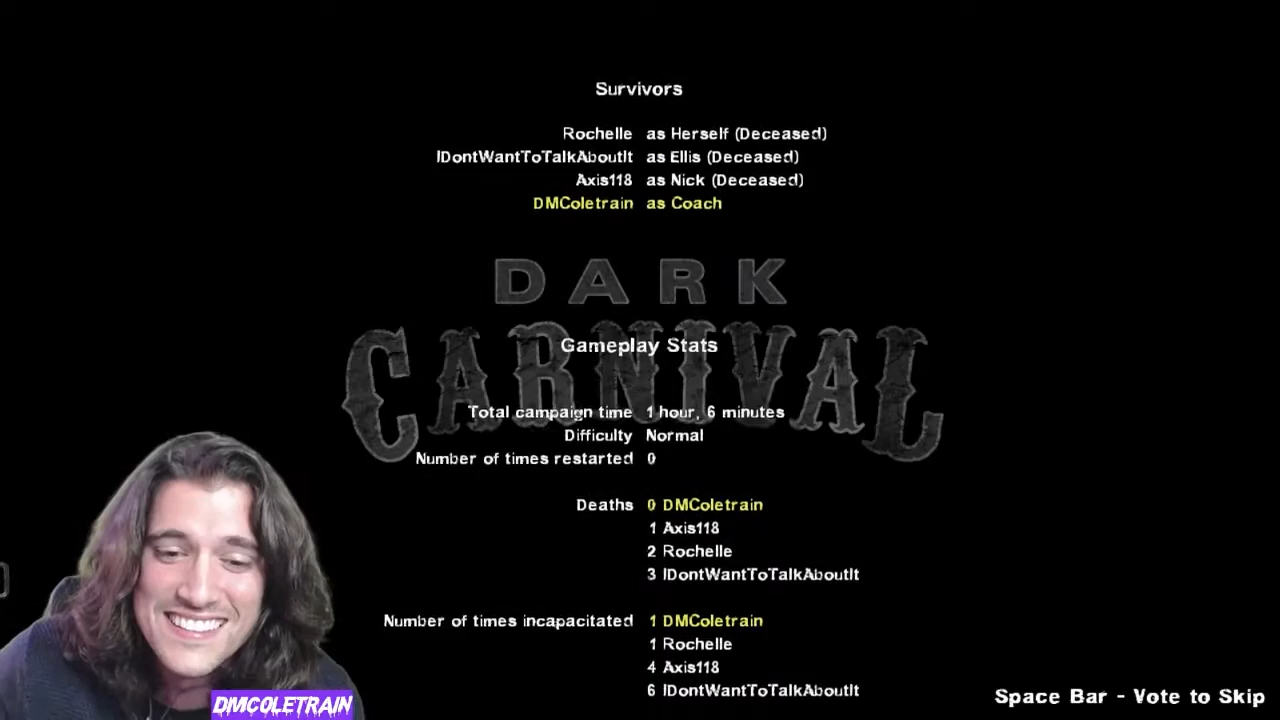 Survivors
Rochelle as Herself (Deceased)
IDontWantToTalkAboutIt as Ellis (Deceased)
Axis118 as Nick (Deceased)
DMColetrain as Coach
DARK
CARNIVAL
Gameplay Stats
Total campaign time 1 hour, 6 minutes
Difficulty Normal
Number of times restarted 0
Deaths 0 DMColetrain
1 Axis118
2 Rochelle
3 IDontWantToTalkAboutIt
Number of times incapacitated 1 DMColetrain
1 Rochelle
4 Axis118
6 IDontWantToTalkAboutIt
Space Bar - Vote to Skip
DMCOLETRAIN